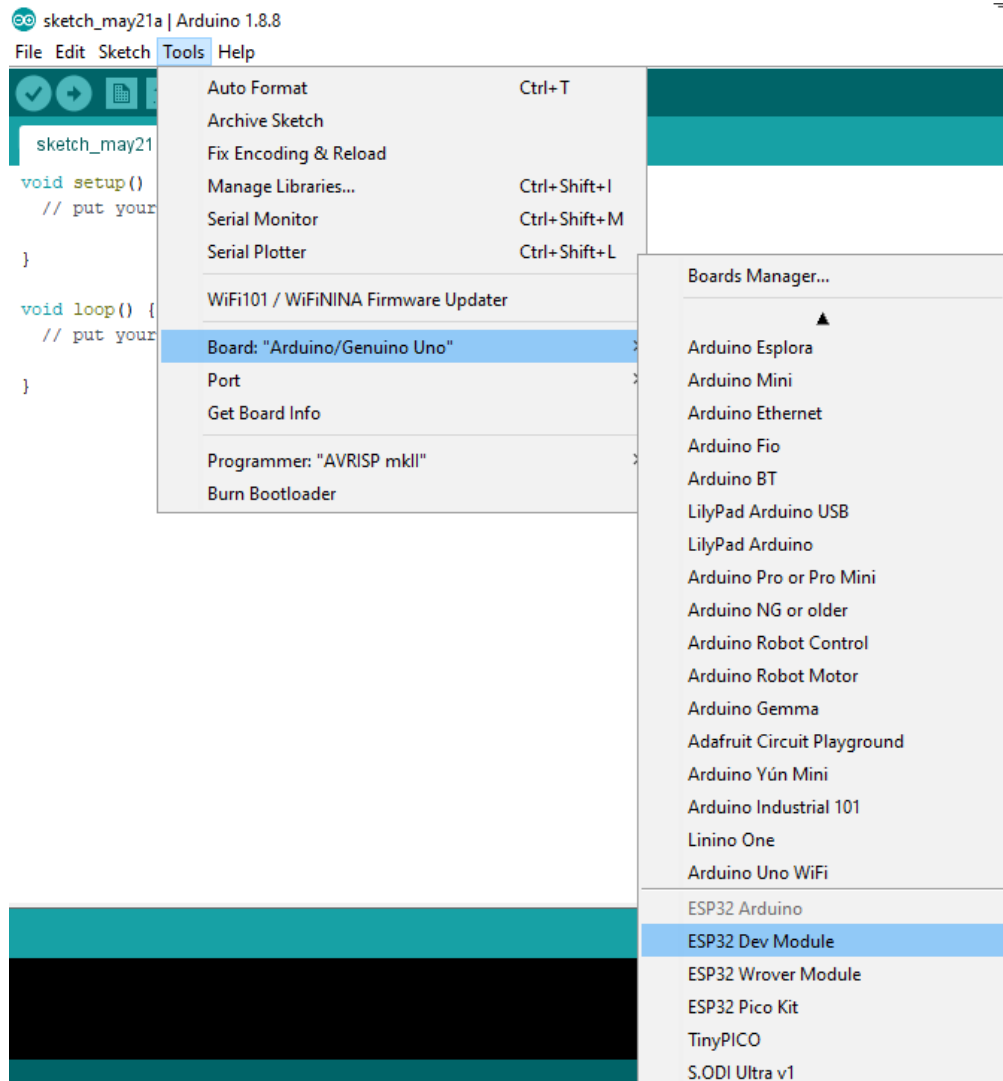 sketch_may21a | Arduino 1.8.8
File Edit Sketch Tools Help
sketch_may21
void setup()
// put your
}
void loop() {
// put your
}
Auto Format Ctrl+T
Archive Sketch
Fix Encoding & Reload
Manage Libraries... Ctrl+Shift+I
Serial Monitor Ctrl+Shift+M
Serial Plotter Ctrl+Shift+L
WiFi101 / WiFiNINA Firmware Updater
Board: "Arduino/Genuino Uno"
Port
Get Board Info
Programmer: "AVRISP mkII"
Burn Bootloader
Boards Manager...
Arduino Esplora
Arduino Mini
Arduino Ethernet
Arduino Fio
Arduino BT
LilyPad Arduino USB
LilyPad Arduino
Arduino Pro or Pro Mini
Arduino NG or older
Arduino Robot Control
Arduino Robot Motor
Arduino Gemma
Adafruit Circuit Playground
Arduino Yún Mini
Arduino Industrial 101
Linino One
Arduino Uno WiFi
ESP32 Arduino
ESP32 Dev Module
ESP32 Wrover Module
ESP32 Pico Kit
TinyPICO
S.ODI Ultra v1